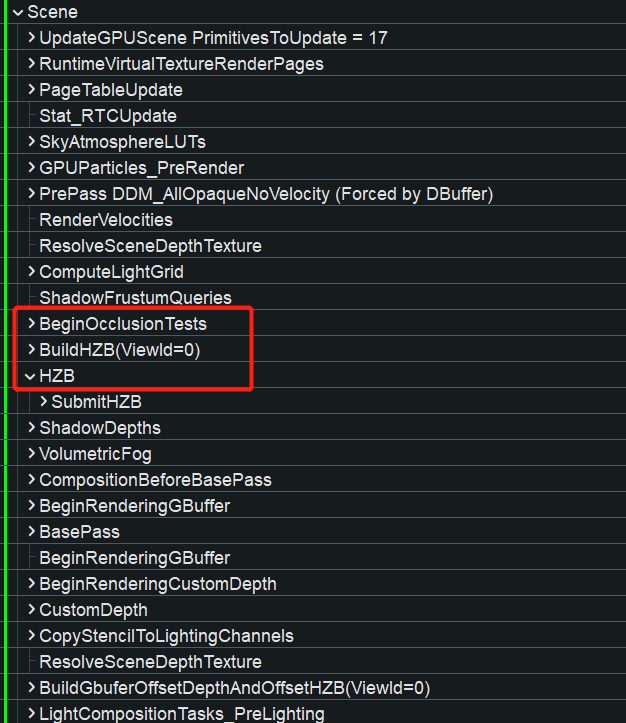 Scene
UpdateGPUScene PrimitivesToUpdate = 17
RuntimeVirtualTextureRenderPages
PageTableUpdate
Stat_RTCUpdate
SkyAtmosphereLUTs
GPUParticles_PreRender
PrePass DDM_AllOpaqueNoVelocity (Forced by DBuffer)
RenderVelocities
ResolveSceneDepthTexture
ComputeLightGrid
ShadowFrustumQueries
BeginOcclusionTests
BuildHZB(ViewId=0)
HZB
SubmitHZB
ShadowDepths
VolumetricFog
CompositionBeforeBasePass
BeginRenderingGBuffer
BasePass
BeginRenderingGBuffer
BeginRenderingCustomDepth
CustomDepth
CopyStencilToLightingChannels
ResolveSceneDepthTexture
BuildGbuferOffsetDepthAndOffsetHZB(ViewId=0)
LightCompositionTasks_PreLighting